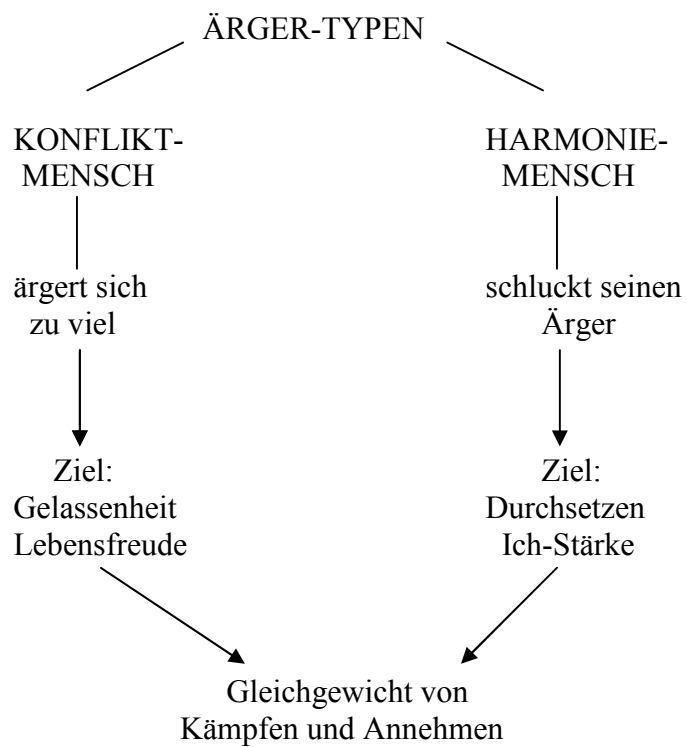 ÄRGER-TYPEN
KONFLIKT-
MENSCH
ärgert sich
zu viel
Ziel:
Gelassenheit
Lebensfreude
HARMONIE-
MENSCH
schluckt seinen
Ärger
Ziel:
Durchsetzen
Ich-Stärke
Gleichgewicht von
Kämpfen und Annehmen